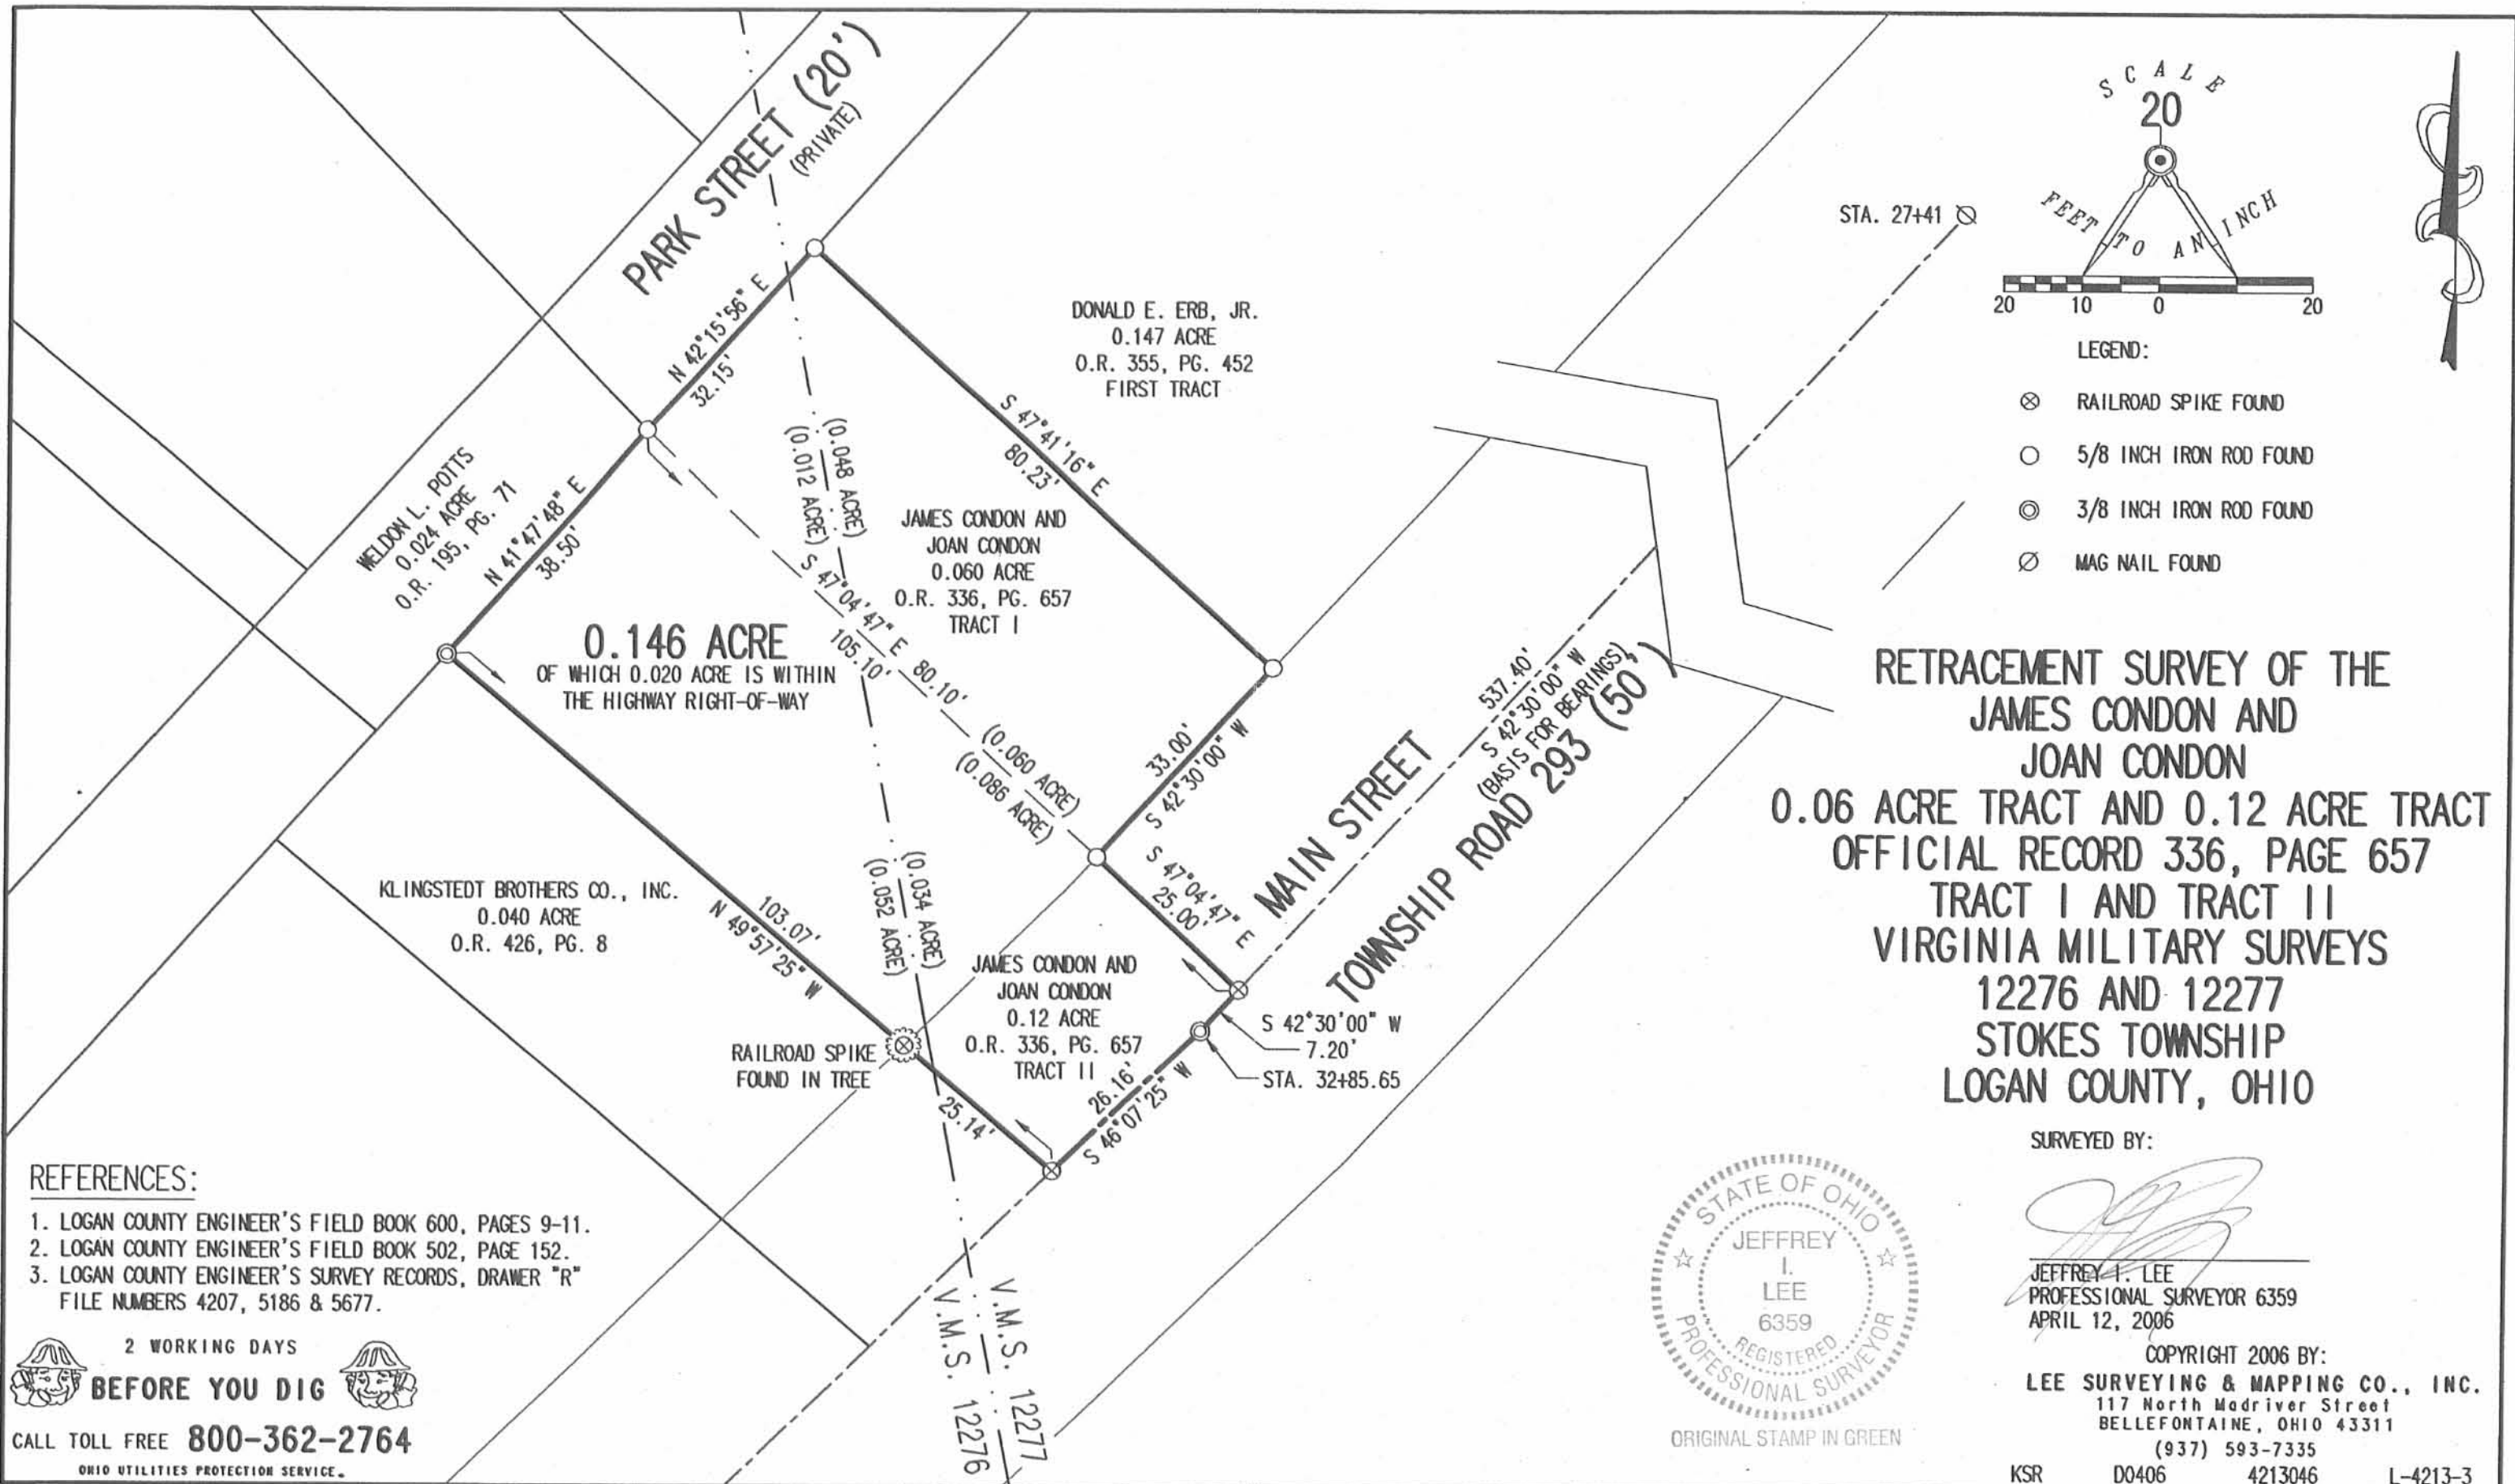 PARK STREET (20')
(PRIVATE)
N 42°15'56" E
32.15'
DONALD E. ERB, JR.
0.147 ACRE
O.R. 355, PG. 452
FIRST TRACT
S 47°41'16" E
80.23'
WELDON L. POTTS
0.024 ACRE
O.R. 195, PG. 71
N 41°47'48" E
38.50'
(0.048 ACRE)
(0.012 ACRE)
JAMES CONDON AND
JOAN CONDON
0.060 ACRE
O.R. 336, PG. 657
TRACT I
S 47°04'47" E 80.10'
105.10'
0.146 ACRE
OF WHICH 0.020 ACRE IS WITHIN
THE HIGHWAY RIGHT-OF-WAY
(0.060 ACRE)
(0.086 ACRE)
33.00'
S 42°30'00" W
S 47°04'47" E
25.00'
MAIN STREET
537.40'
S 42°30'00" W
(BASIS FOR BEARINGS)
TOWNSHIP ROAD 293 (50')
KLINGSTEDT BROTHERS CO., INC.
0.040 ACRE
O.R. 426, PG. 8
103.07'
N 49°57'25" W
(0.034 ACRE)
(0.052 ACRE)
JAMES CONDON AND
JOAN CONDON
0.12 ACRE
O.R. 336, PG. 657
TRACT II
RAILROAD SPIKE
FOUND IN TREE
25.14'
26.16'
S 46°07'25" W
S 42°30'00" W
7.20'
STA. 32+85.65
V.M.S. 12277
V.M.S. 12276
STA. 27+41
SCALE
20
FEET TO AN INCH
20 10 0 20
LEGEND:
RAILROAD SPIKE FOUND
5/8 INCH IRON ROD FOUND
3/8 INCH IRON ROD FOUND
MAG NAIL FOUND
RETRACEMENT SURVEY OF THE
JAMES CONDON AND
JOAN CONDON
0.06 ACRE TRACT AND 0.12 ACRE TRACT
OFFICIAL RECORD 336, PAGE 657
TRACT I AND TRACT II
VIRGINIA MILITARY SURVEYS
12276 AND 12277
STOKES TOWNSHIP
LOGAN COUNTY, OHIO
SURVEYED BY:
JEFFREY I. LEE
PROFESSIONAL SURVEYOR 6359
APRIL 12, 2006
COPYRIGHT 2006 BY:
LEE SURVEYING & MAPPING CO., INC.
117 North Madriver Street
BELLEFONTAINE, OHIO 43311
(937) 593-7335
KSR D0406 4213046 L-4213-3
STATE OF OHIO
JEFFREY
I.
LEE
6359
REGISTERED
PROFESSIONAL SURVEYOR
ORIGINAL STAMP IN GREEN
REFERENCES:
1. LOGAN COUNTY ENGINEER'S FIELD BOOK 600, PAGES 9-11.
2. LOGAN COUNTY ENGINEER'S FIELD BOOK 502, PAGE 152.
3. LOGAN COUNTY ENGINEER'S SURVEY RECORDS, DRAWER "R"
FILE NUMBERS 4207, 5186 & 5677.
2 WORKING DAYS
BEFORE YOU DIG
CALL TOLL FREE 800-362-2764
OHIO UTILITIES PROTECTION SERVICE.